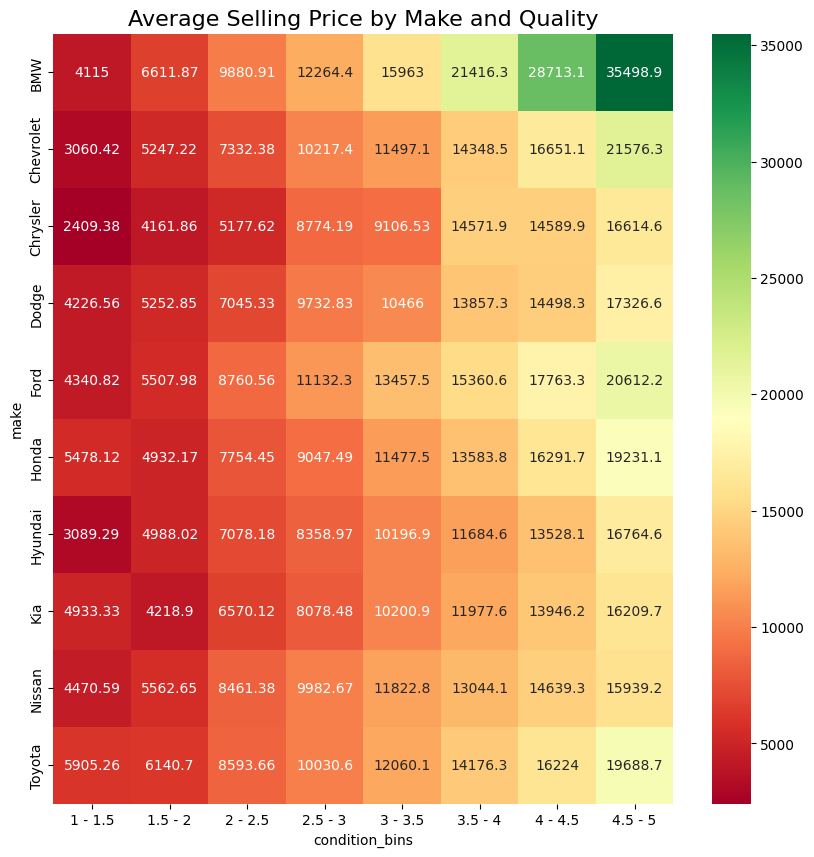 Average Selling Price by Make and Quality
BMW 4115 6611.87 9880.91 12264.4 15963 21416.3 28713.1 35498.9
Chevrolet 3060.42 5247.22 7332.38 10217.4 11497.1 14348.5 16651.1 21576.3
Chrysler 2409.38 4161.86 5177.62 8774.19 9106.53 14571.9 14589.9 16614.6
Dodge 4226.56 5252.85 7045.33 9732.83 10466 13857.3 14498.3 17326.6
Ford 4340.82 5507.98 8760.56 11132.3 13457.5 15360.6 17763.3 20612.2
Honda 5478.12 4932.17 7754.45 9047.49 11477.5 13583.8 16291.7 19231.1
Hyundai 3089.29 4988.02 7078.18 8358.97 10196.9 11684.6 13528.1 16764.6
Kia 4933.33 4218.9 6570.12 8078.48 10200.9 11977.6 13946.2 16209.7
Nissan 4470.59 5562.65 8461.38 9982.67 11822.8 13044.1 14639.3 15939.2
Toyota 5905.26 6140.7 8593.66 10030.6 12060.1 14176.3 16224 19688.7
make
1 - 1.5 1.5 - 2 2 - 2.5 2.5 - 3 3 - 3.5 3.5 - 4 4 - 4.5 4.5 - 5
condition_bins
35000
30000
25000
20000
15000
10000
5000